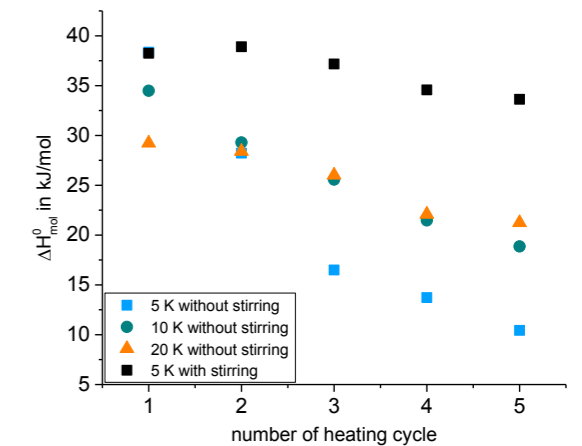 40
35
30
25
20
15
10
5
ΔH⁰mol in kJ/mol
5 K without stirring
10 K without stirring
20 K without stirring
5 K with stirring
1 2 3 4 5
number of heating cycle